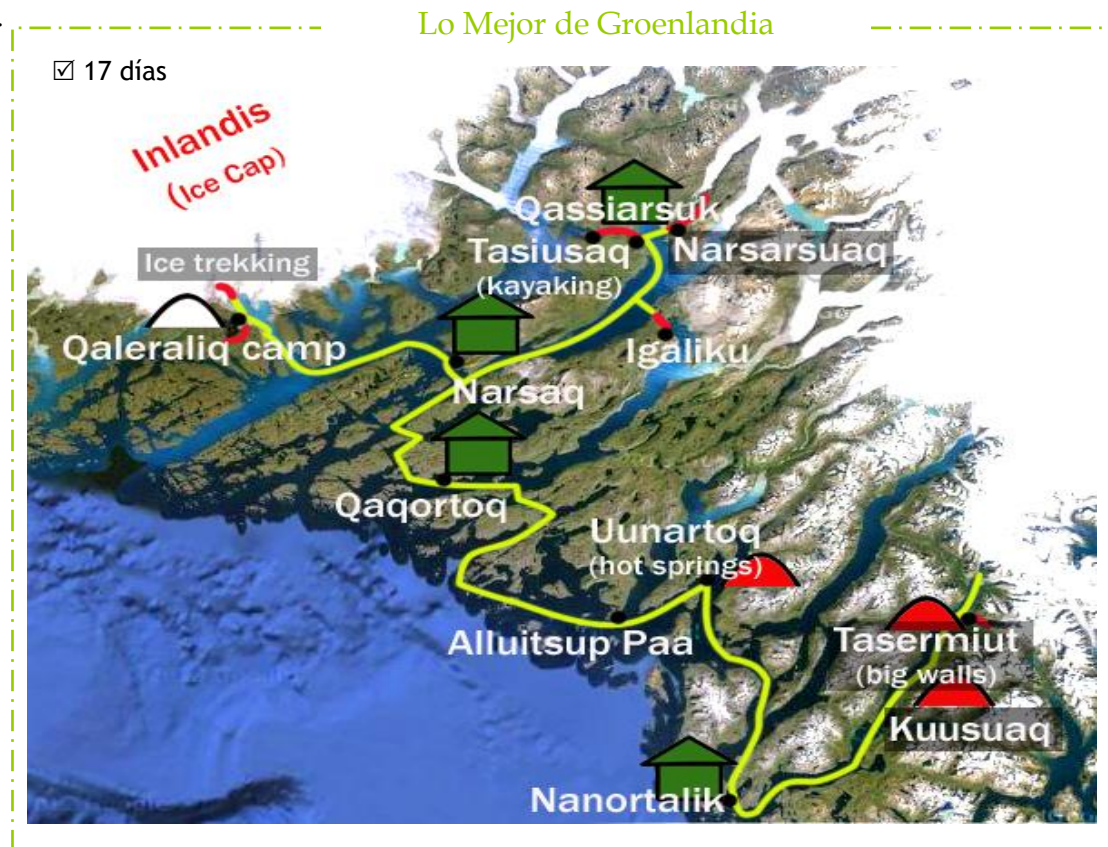 Lo Mejor de Groenlandia
☑ 17 días
Inlandis
(Ice Cap)
Qassiarsuk
Tasiusaq
(kayaking)
Narsarsuaq
Ice trekking
Qaleraliq camp
Igaliku
Narsaq
Qaqortoq
Uunartoq
(hot springs)
Alluitsup Paa
Tasermiut
(big walls)
Kuusuaq
Nanortalik